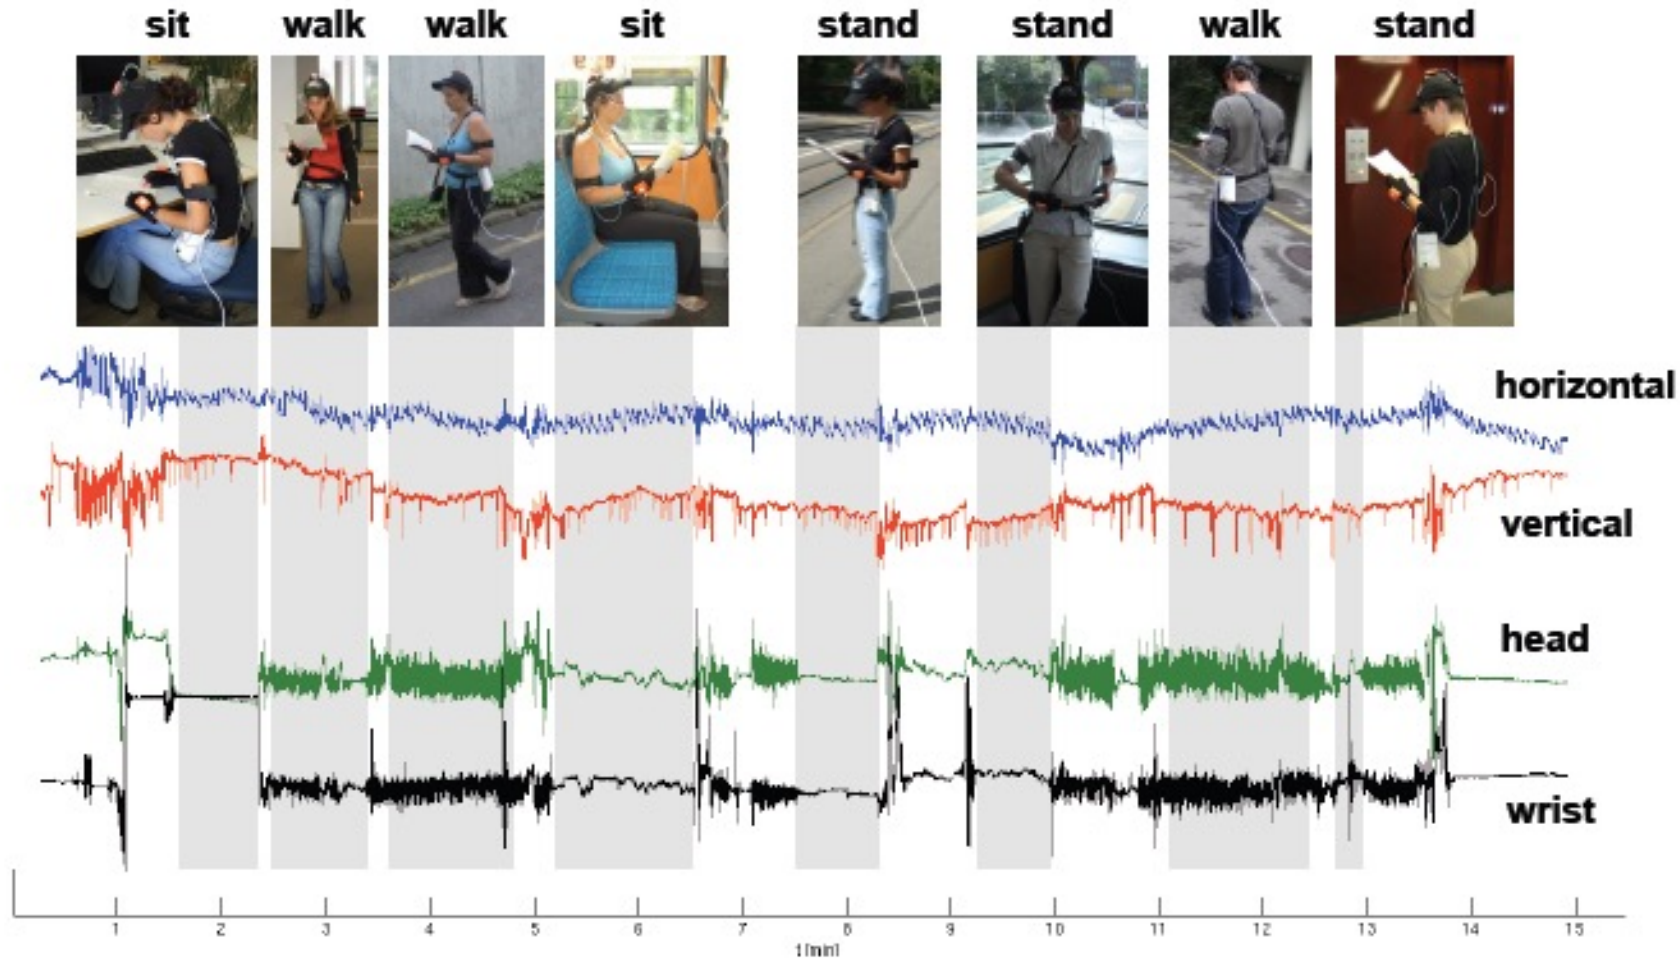 sit walk walk sit stand stand walk stand
horizontal
vertical
head
wrist
1 2 3 4 5 6 7 8 9 10 11 12 13 14 15
t [min]